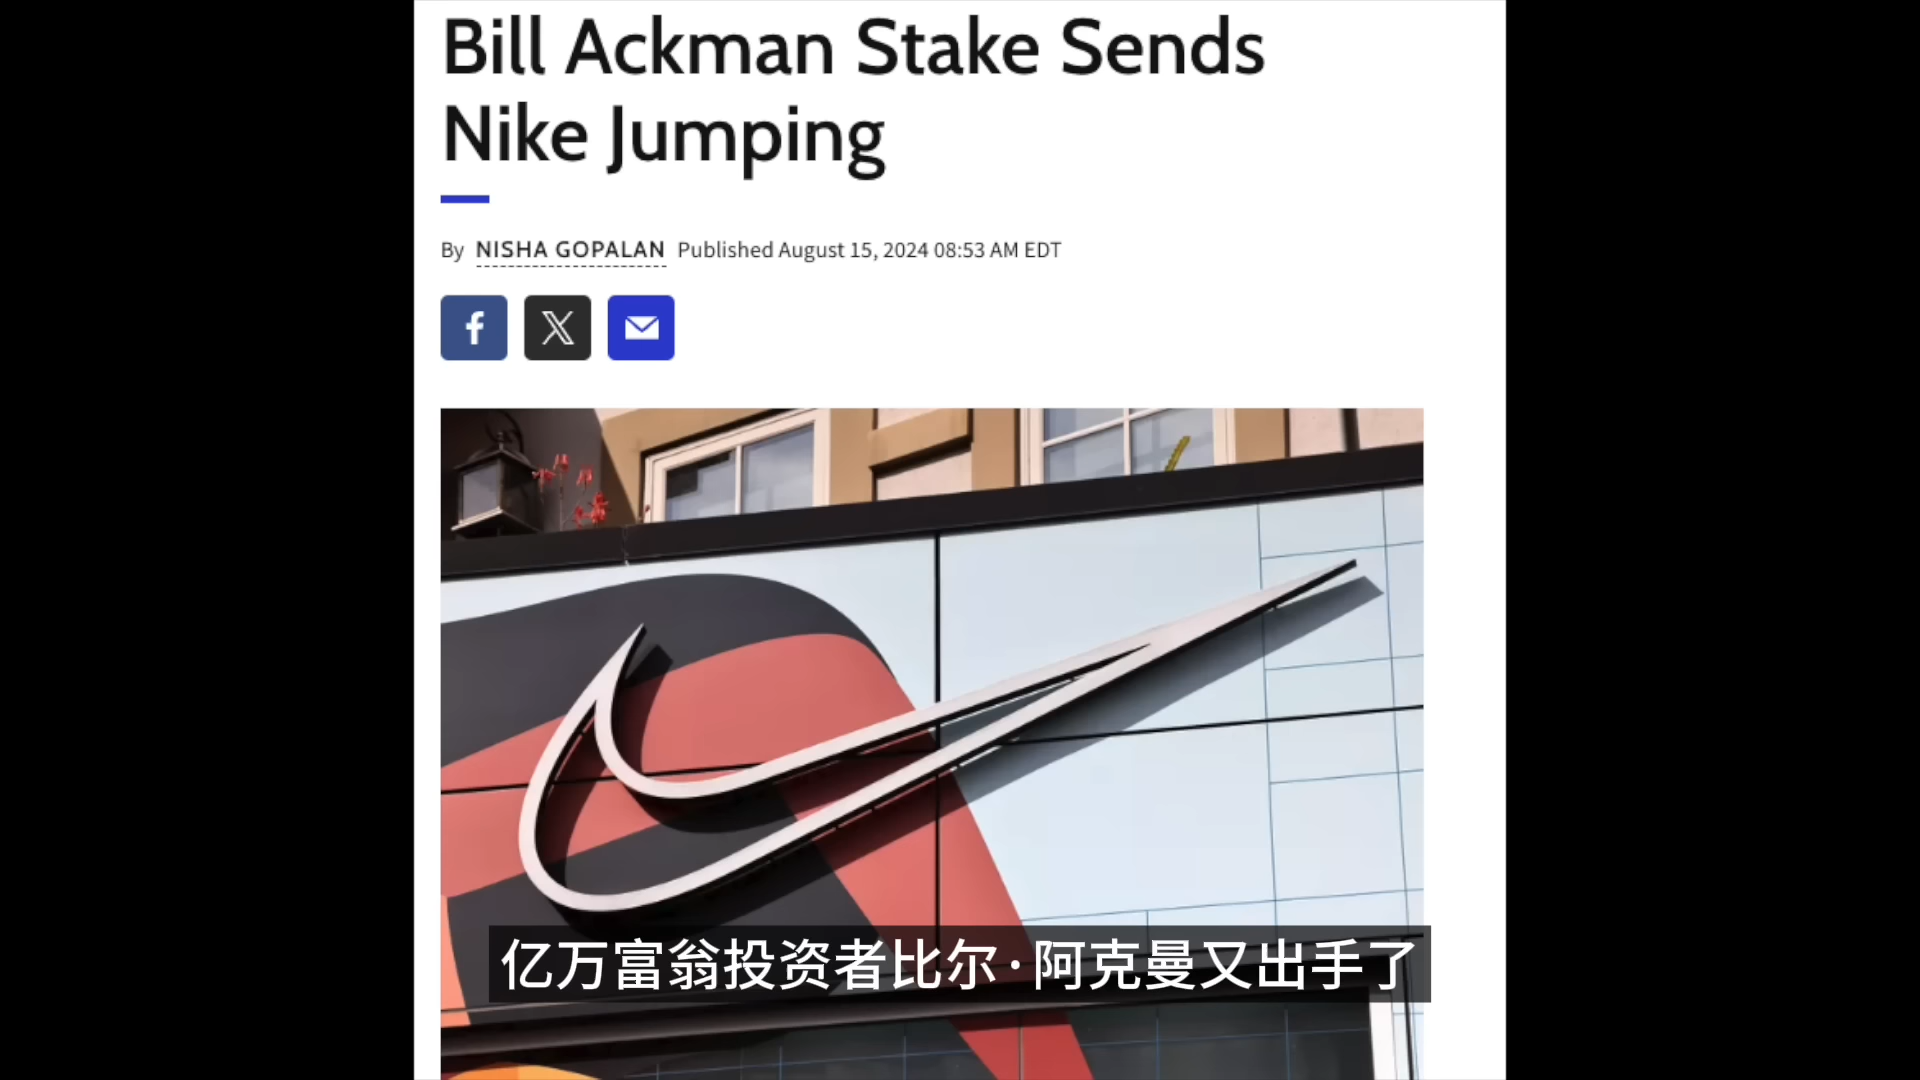 Bill Ackman Stake Sends
Nike Jumping
By NISHA GOPALAN Published August 15, 2024 08:53 AM EDT
亿万富翁投资者比尔·阿克曼又出手了